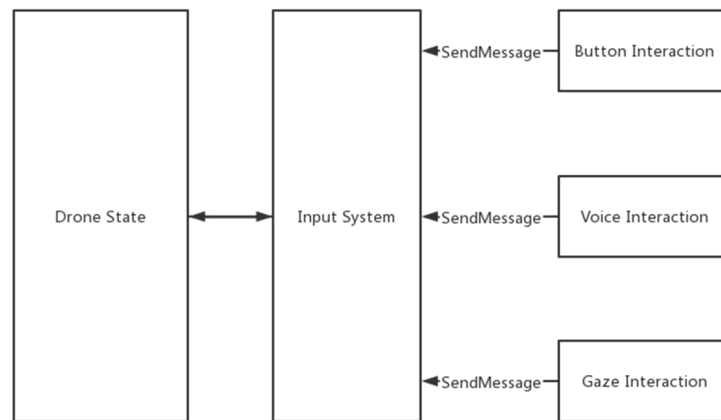 SendMessage
Button Interaction
Drone State
Input System
SendMessage
Voice Interaction
SendMessage
Gaze Interaction